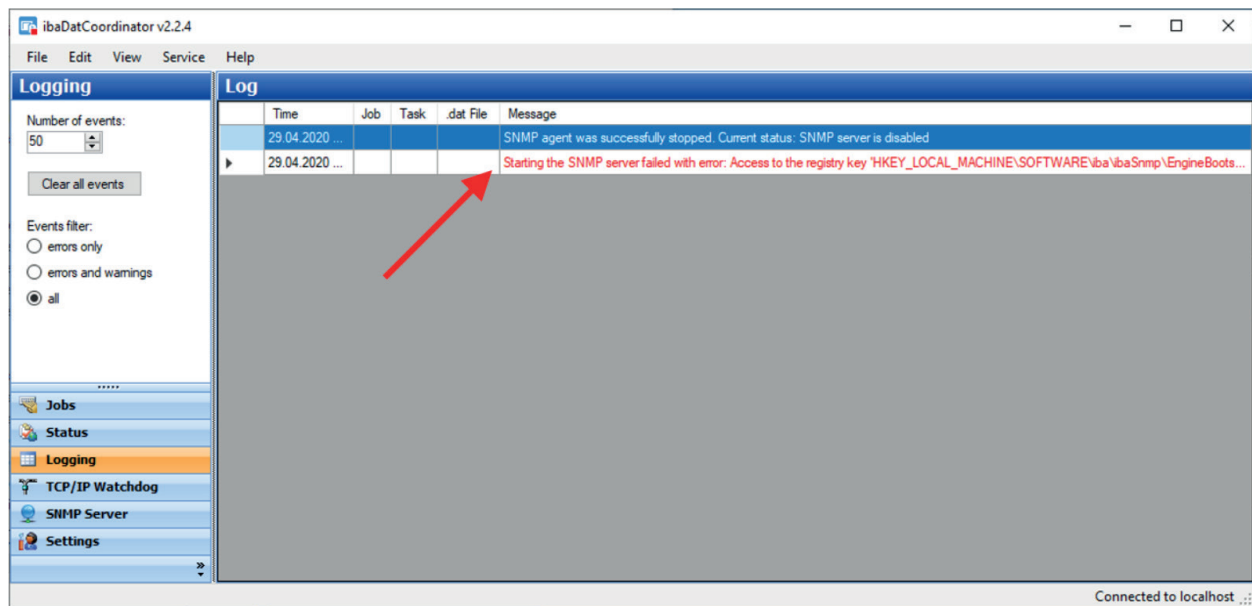 ibaDatCoordinator v2.2.4
File Edit View Service Help
Logging
Log
Number of events:
50
Clear all events
Events filter:
errors only
errors and warnings
all
Time Job Task .dat File Message
29.04.2020 ... SNMP agent was successfully stopped. Current status: SNMP server is disabled
29.04.2020 ... Starting the SNMP server failed with error: Access to the registry key 'HKEY_LOCAL_MACHINE\SOFTWARE\iba\ibaSnmp\EngineBoots...
Jobs
Status
Logging
TCP/IP Watchdog
SNMP Server
Settings
Connected to localhost